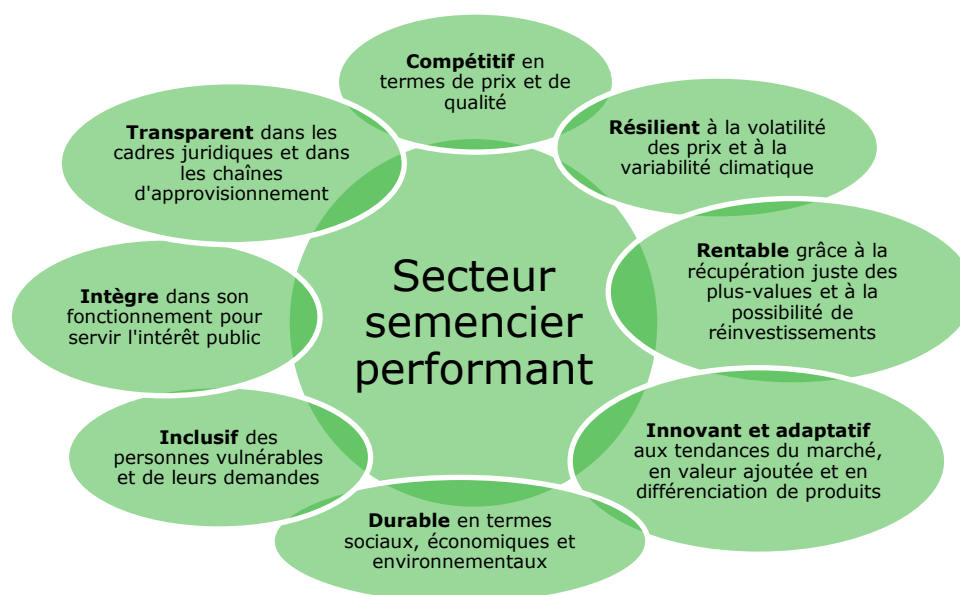 Compétitif en
termes de prix et de
qualité
Résilient à la volatilité
des prix et à la
variabilité climatique
Rentable grâce à la
récupération juste des
plus-values et à la
possibilité de
réinvestissements
Innovant et adaptatif
aux tendances du marché,
en valeur ajoutée et en
différenciation de produits
Durable en termes
sociaux, économiques et
environnementaux
Inclusif des
personnes vulnérables
et de leurs demandes
Intègre dans son
fonctionnement pour
servir l'intérêt public
Transparent dans les
cadres juridiques et dans
les chaînes
d'approvisionnement
Secteur
semencier
performant